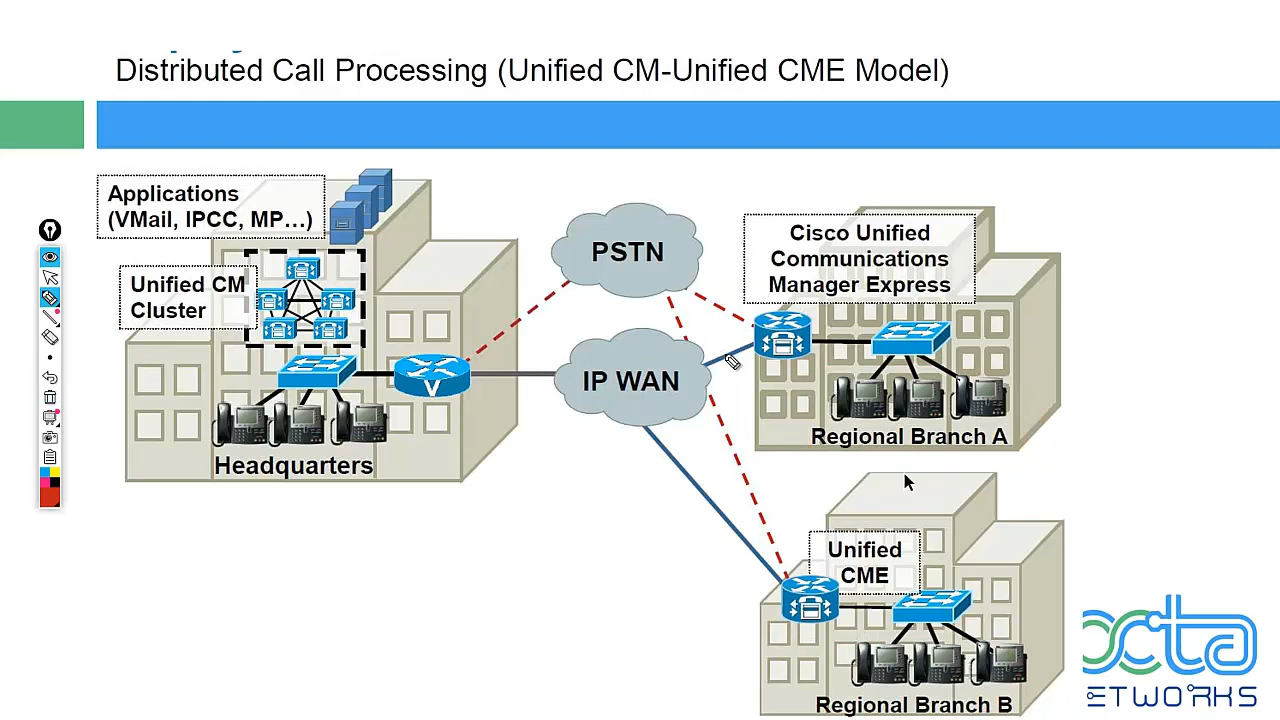 Distributed Call Processing (Unified CM-Unified CME Model)
Applications
(VMail, IPCC, MP…)
Unified CM
Cluster
V
Headquarters
PSTN
IP WAN
Cisco Unified
Communications
Manager Express
Regional Branch A
Unified
CME
Regional Branch B
octa
ETWORKS